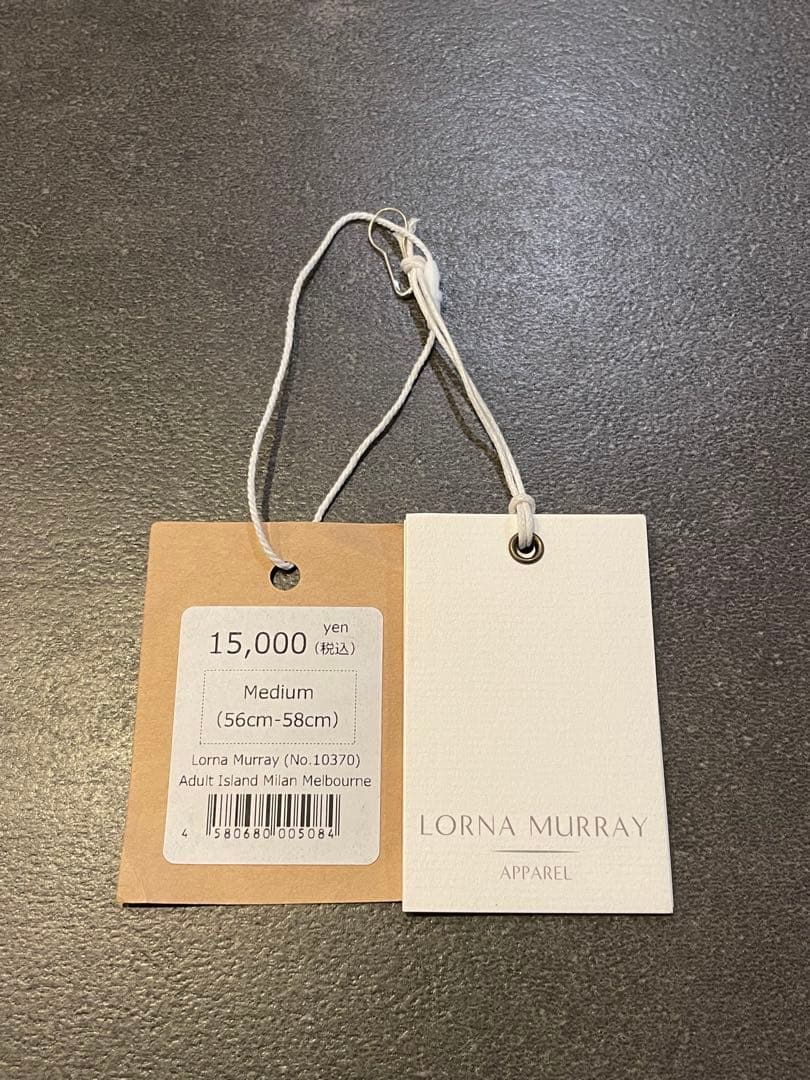 yen
15,000 (税込)
Medium
(56cm-58cm)
Lorna Murray (No.10370)
Adult Island Milan Melbourne
4 580680 005084
LORNA MURRAY
APPAREL